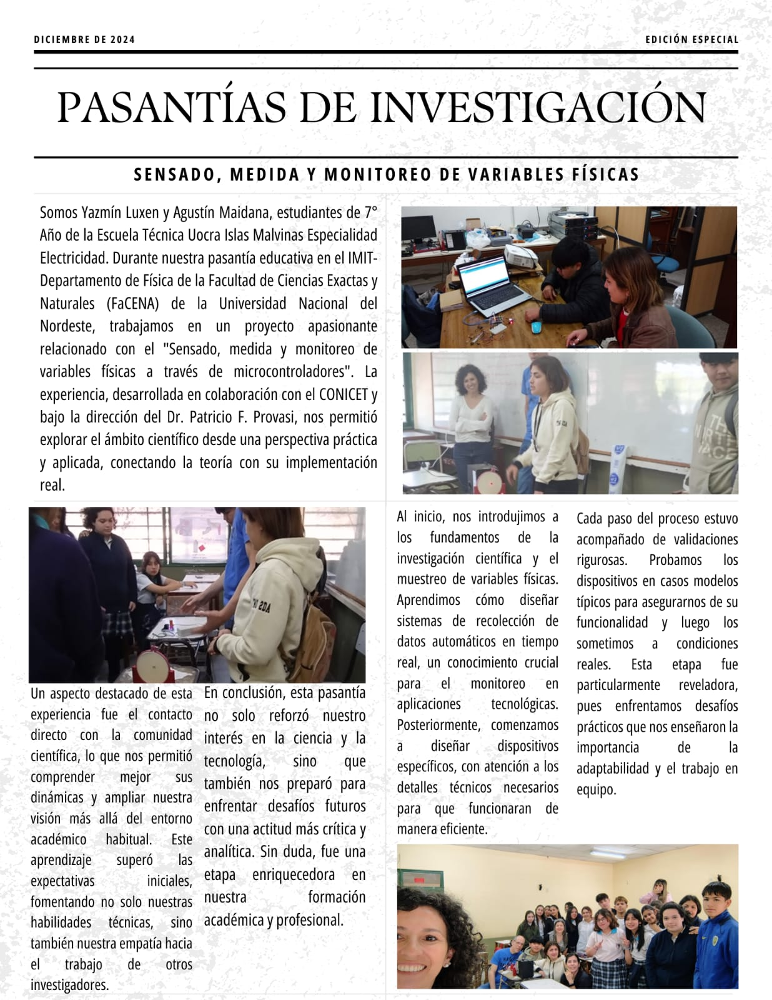 DICIEMBRE DE 2024
EDICIÓN ESPECIAL
PASANTÍAS DE INVESTIGACIÓN
SENSADO, MEDIDA Y MONITOREO DE VARIABLES FÍSICAS
Somos Yazmín Luxen y Agustín Maidana, estudiantes de 7°
Año de la Escuela Técnica Uocra Islas Malvinas Especialidad
Electricidad. Durante nuestra pasantía educativa en el IMIT-
Departamento de Física de la Facultad de Ciencias Exactas y
Naturales (FaCENA) de la Universidad Nacional del
Nordeste, trabajamos en un proyecto apasionante
relacionado con el "Sensado, medida y monitoreo de
variables físicas a través de microcontroladores". La
experiencia, desarrollada en colaboración con el CONICET y
bajo la dirección del Dr. Patricio F. Provasi, nos permitió
explorar el ámbito científico desde una perspectiva práctica
y aplicada, conectando la teoría con su implementación
real.
Al inicio, nos introdujimos a
los fundamentos de la
investigación científica y el
muestreo de variables físicas.
Aprendimos cómo diseñar
sistemas de recolección de
datos automáticos en tiempo
real, un conocimiento crucial
para el monitoreo en
aplicaciones tecnológicas.
Posteriormente, comenzamos
a diseñar dispositivos
específicos, con atención a los
detalles técnicos necesarios
para que funcionaran de
manera eficiente.
Cada paso del proceso estuvo
acompañado de validaciones
rigurosas. Probamos los
dispositivos en casos modelos
típicos para asegurarnos de su
funcionalidad y luego los
sometimos a condiciones
reales. Esta etapa fue
particularmente reveladora,
pues enfrentamos desafíos
prácticos que nos enseñaron la
importancia de la
adaptabilidad y el trabajo en
equipo.
Un aspecto destacado de esta
experiencia fue el contacto
directo con la comunidad
científica, lo que nos permitió
comprender mejor sus
dinámicas y ampliar nuestra
visión más allá del entorno
académico habitual. Este
aprendizaje superó las
expectativas iniciales,
fomentando no solo nuestras
habilidades técnicas, sino
también nuestra empatía hacia
el trabajo de otros
investigadores.
En conclusión, esta pasantía
no solo reforzó nuestro
interés en la ciencia y la
tecnología, sino que
también nos preparó para
enfrentar desafíos futuros
con una actitud más crítica y
analítica. Sin duda, fue una
etapa enriquecedora en
nuestra formación
académica y profesional.